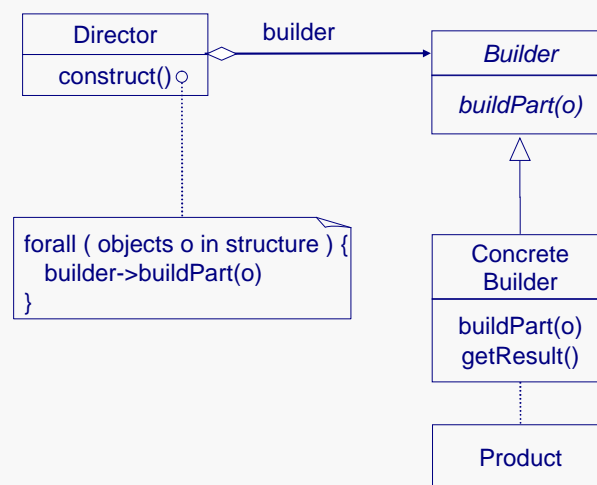 Director
construct()
builder
Builder
buildPart(o)
forall ( objects o in structure ) {
builder->buildPart(o)
}
Concrete
Builder
buildPart(o)
getResult()
Product